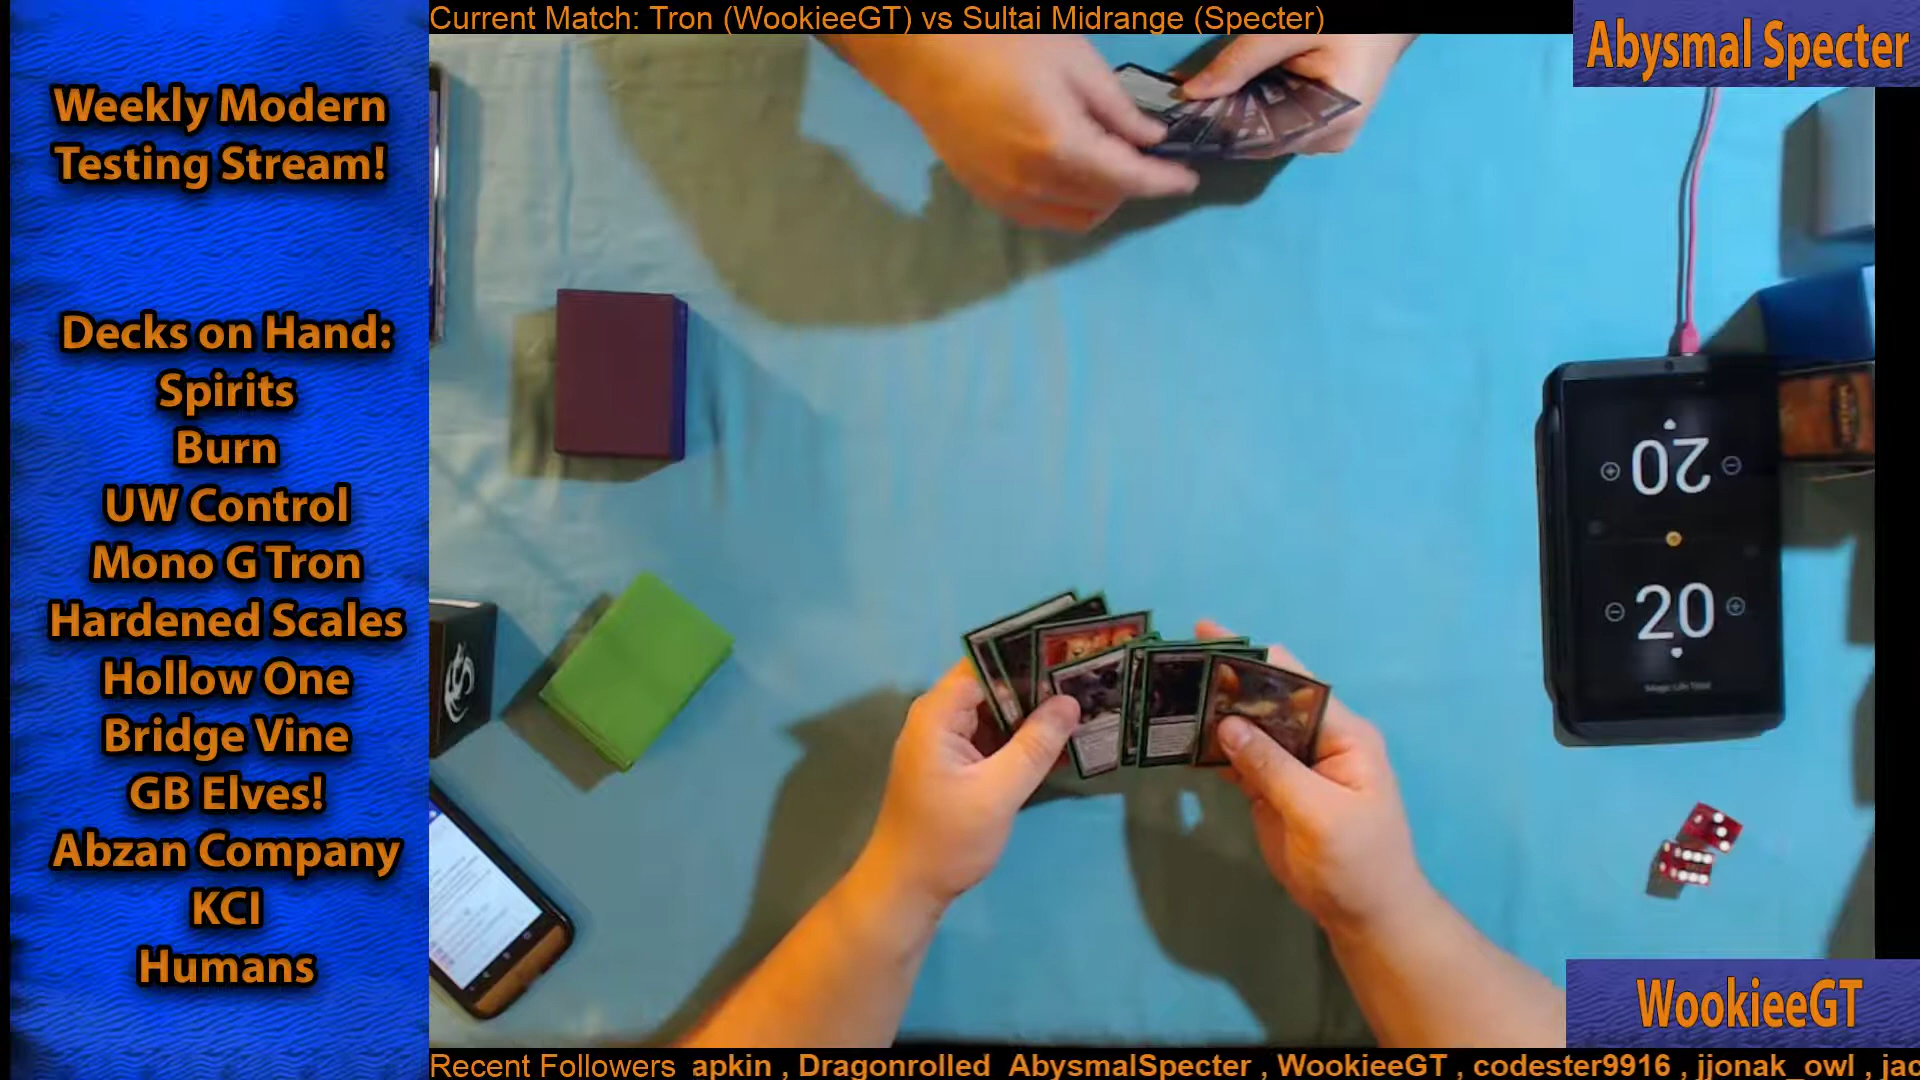 Current Match: Tron (WookieeGT) vs Sultai Midrange (Specter)
Abysmal Specter
Weekly Modern
Testing Stream!
Decks on Hand:
Spirits
Burn
UW Control
Mono G Tron
Hardened Scales
Hollow One
Bridge Vine
GB Elves!
Abzan Company
KCI
Humans
20
20
WookieeGT
Recent Followers apkin , Dragonrolled AbysmalSpecter , WookieeGT , codester9916 , jjonak_owl , jac